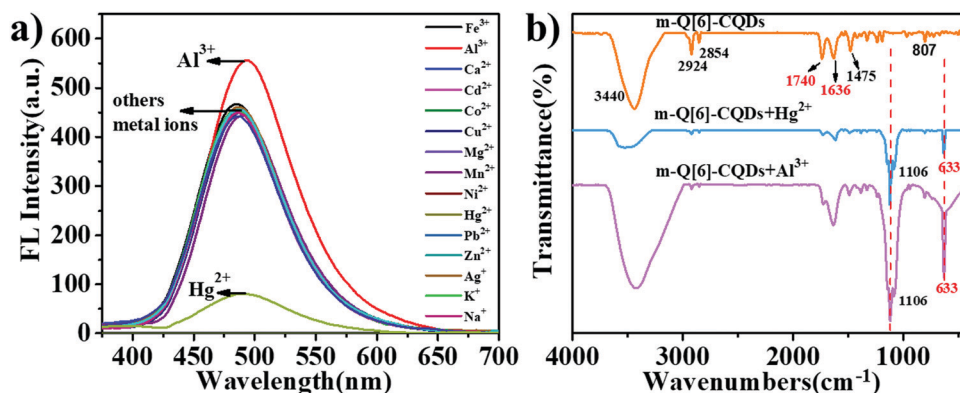 a)
FL Intensity(a.u.)
600
500
400
300
200
100
0
Al³⁺
others
metal ions
Hg²⁺
Fe³⁺
Al³⁺
Ca²⁺
Cd²⁺
Co²⁺
Cu²⁺
Mg²⁺
Mn²⁺
Ni²⁺
Hg²⁺
Pb²⁺
Zn²⁺
Ag⁺
K⁺
Na⁺
400 450 500 550 600 650 700
Wavelength(nm)
b)
Transmittance(%)
m-Q[6]-CQDs
3440
2924
2854
1740
1636
1475
807
m-Q[6]-CQDs+Hg²⁺
1106
633
m-Q[6]-CQDs+Al³⁺
1106
633
4000 3000 2000 1000
Wavenumbers(cm⁻¹)